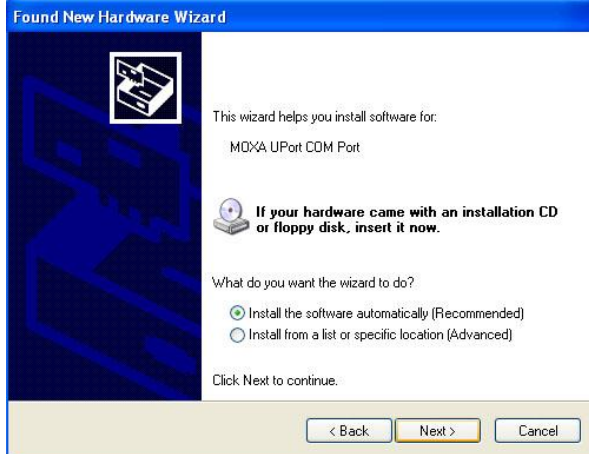 Found New Hardware Wizard
This wizard helps you install software for:
MOXA UPort COM Port
If your hardware came with an installation CD
or floppy disk, insert it now.
What do you want the wizard to do?
Install the software automatically (Recommended)
Install from a list or specific location (Advanced)
Click Next to continue.
< Back
Next >
Cancel